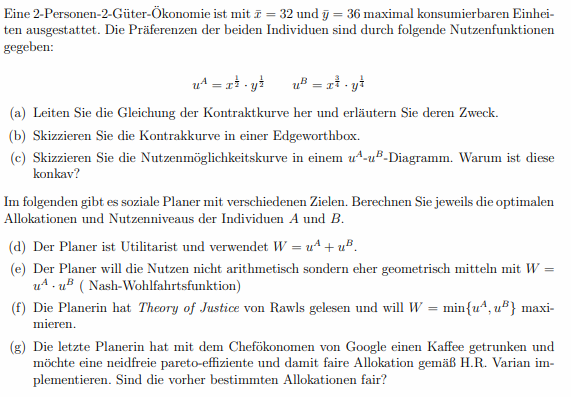 Eine 2-Personen-2-Güter-Ökonomie ist mit x̄ = 32 und ȳ = 36 maximal konsumierbaren Einhei-
ten ausgestattet. Die Präferenzen der beiden Individuen sind durch folgende Nutzenfunktionen
gegeben:
u^A = x^{1/2} · y^{1/2} u^B = x^{3/4} · y^{1/4}
(a) Leiten Sie die Gleichung der Kontraktkurve her und erläutern Sie deren Zweck.
(b) Skizzieren Sie die Kontrakkurve in einer Edgeworthbox.
(c) Skizzieren Sie die Nutzenmöglichkeitskurve in einem u^A-u^B-Diagramm. Warum ist diese
konkav?
Im folgenden gibt es soziale Planer mit verschiedenen Zielen. Berechnen Sie jeweils die optimalen
Allokationen und Nutzenniveaus der Individuen A und B.
(d) Der Planer ist Utilitarist und verwendet W = u^A + u^B.
(e) Der Planer will die Nutzen nicht arithmetisch sondern eher geometrisch mitteln mit W =
u^A · u^B ( Nash-Wohlfahrtsfunktion)
(f) Die Planerin hat Theory of Justice von Rawls gelesen und will W = min{u^A, u^B} maxi-
mieren.
(g) Die letzte Planerin hat mit dem Chefökonomen von Google einen Kaffee getrunken und
möchte eine neidfreie pareto-effiziente und damit faire Allokation gemäß H.R. Varian im-
plementieren. Sind die vorher bestimmten Allokationen fair?